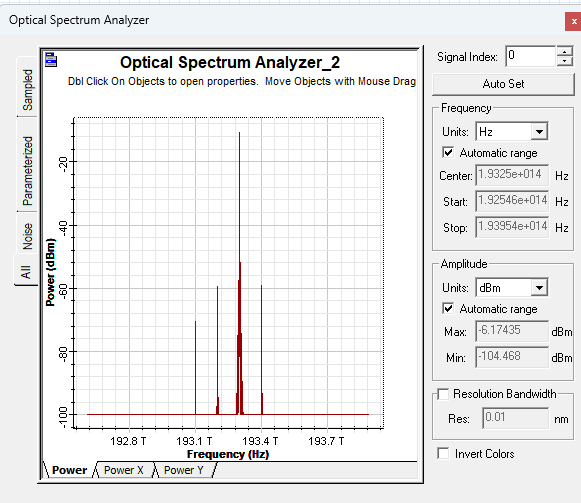 Optical Spectrum Analyzer
x
Optical Spectrum Analyzer_2
Dbl Click On Objects to open properties. Move Objects with Mouse Drag
Sampled
Parameterized
Noise
All
Power (dBm)
-20
-40
-60
-80
-100
192.8 T 193.1 T 193.4 T 193.7 T
Frequency (Hz)
Power Power X Power Y
Signal Index: 0
Auto Set
Frequency
Units: Hz
Automatic range
Center: 1.9325e+014 Hz
Start: 1.92546e+014 Hz
Stop: 1.93954e+014 Hz
Amplitude
Units: dBm
Automatic range
Max: -6.17435 dBm
Min: -104.468 dBm
Resolution Bandwidth
Res: 0.01 nm
Invert Colors